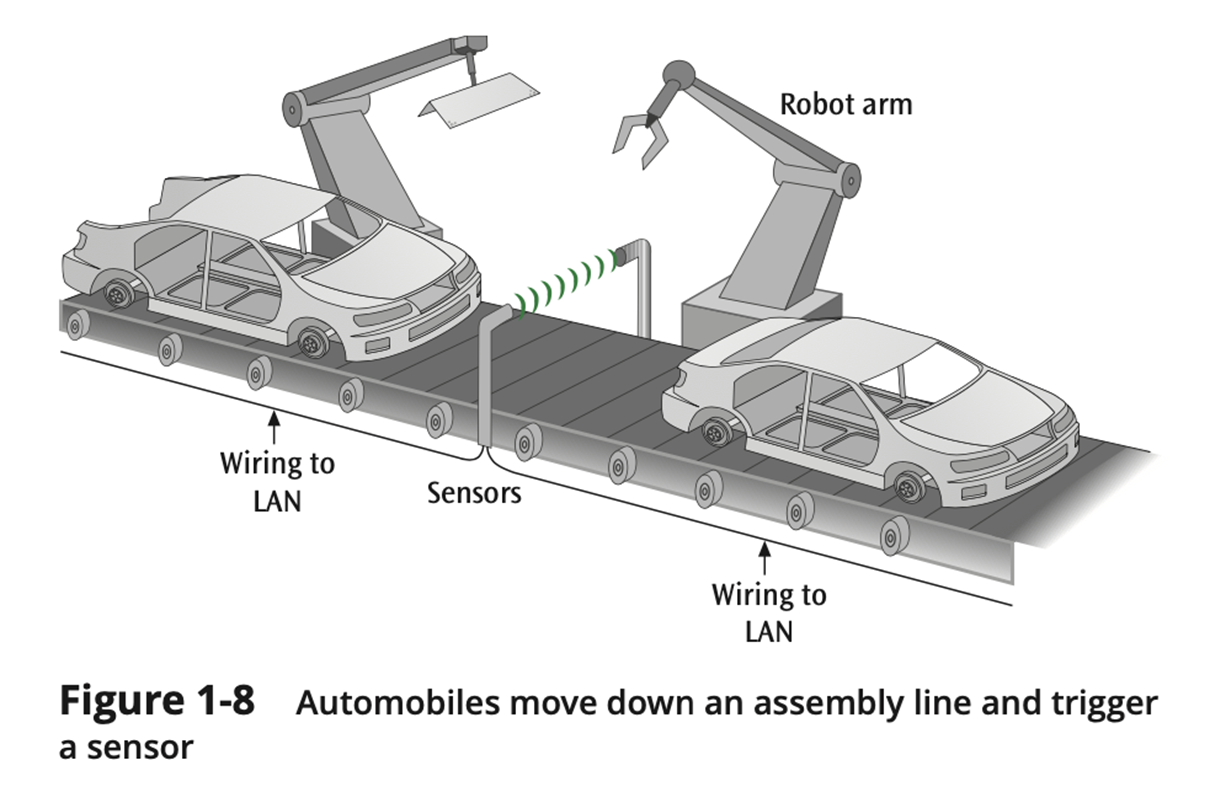 Robot arm
Wiring to
LAN
Sensors
Wiring to
LAN
Figure 1-8 Automobiles move down an assembly line and trigger
a sensor